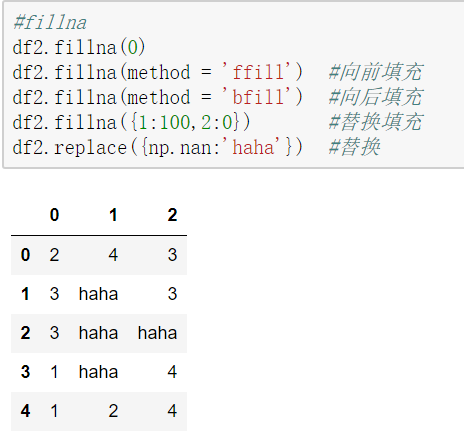 #fillna
df2.fillna(0)
df2.fillna(method = 'ffill')  #向前填充
df2.fillna(method = 'bfill')  #向后填充
df2.fillna({1:100,2:0})       #替换填充
df2.replace({np.nan:'haha'})  #替换
0 1 2
0 2 4 3
1 3 haha 3
2 3 haha haha
3 1 haha 4
4 1 2 4